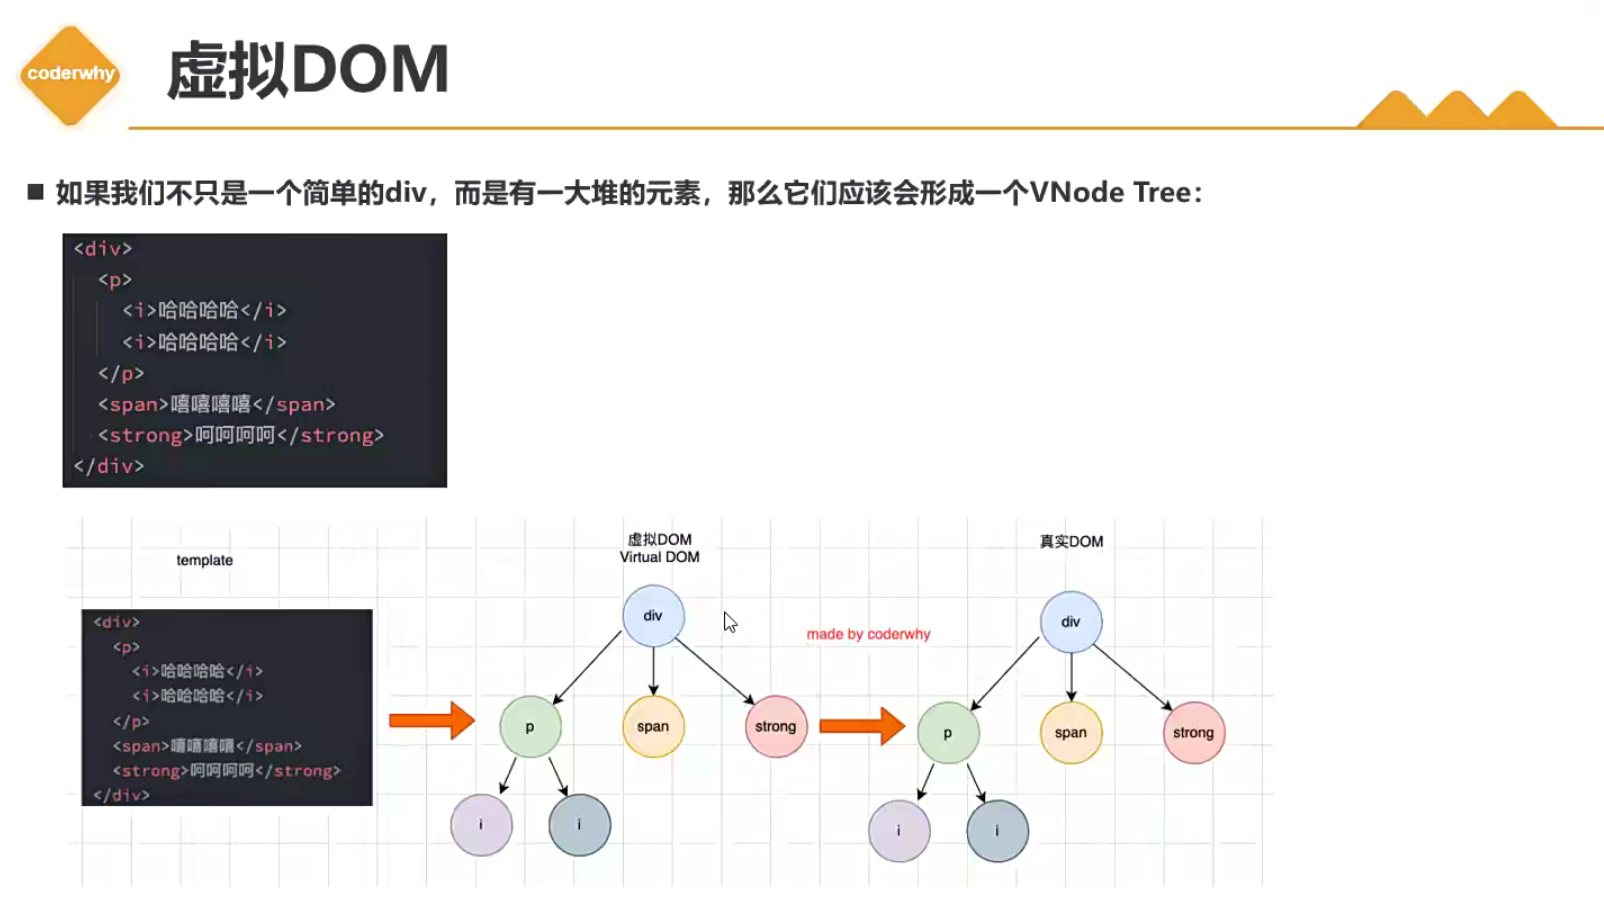 coderwhy
虚拟DOM
如果我们不只是一个简单的div，而是有一大堆的元素，那么它们应该会形成一个VNode Tree：
<div>
<p>
<i>哈哈哈哈</i>
<i>哈哈哈哈</i>
</p>
<span>嘻嘻嘻嘻</span>
<strong>呵呵呵呵</strong>
</div>
template
<div>
<p>
<i>哈哈哈哈</i>
<i>哈哈哈哈</i>
</p>
<span>嘻嘻嘻嘻</span>
<strong>呵呵呵呵</strong>
</div>
虚拟DOM
Virtual DOM
div
p
span
strong
i
i
made by coderwhy
真实DOM
div
p
span
strong
i
i